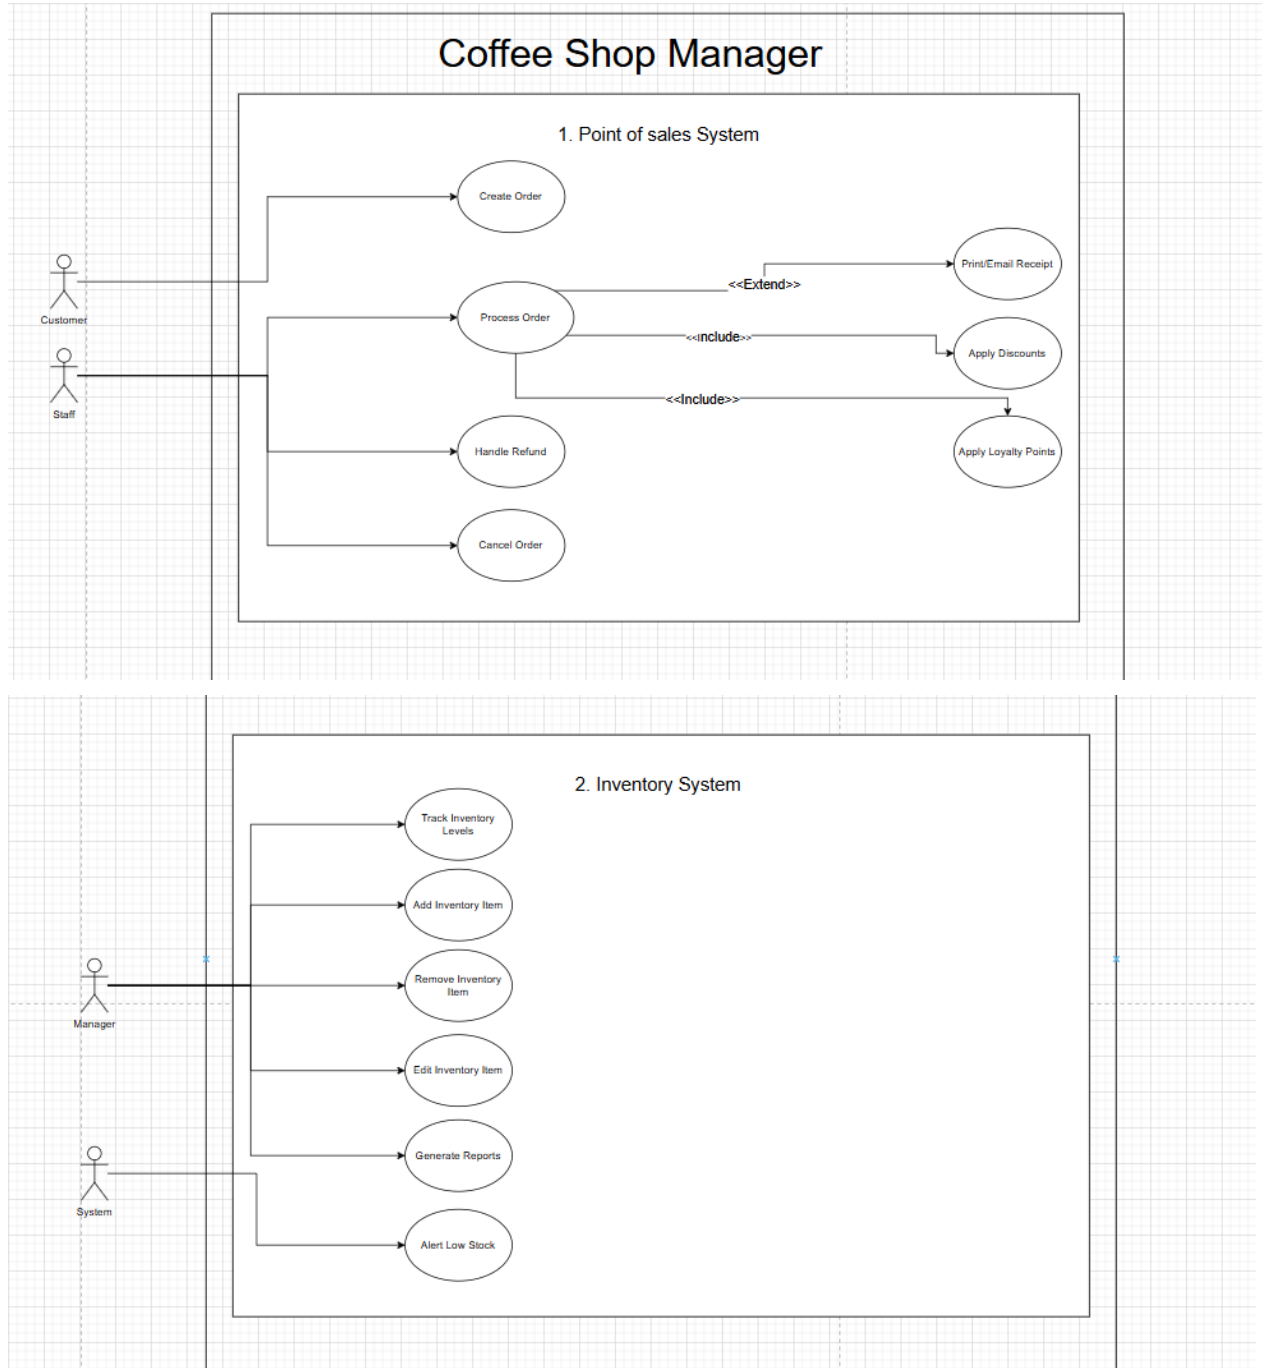 Coffee Shop Manager
1. Point of sales System
Create Order
Print/Email Receipt
<<Extend>>
Customer
Process Order
<<Include>>
Apply Discounts
Staff
<<Include>>
Handle Refund
Apply Loyalty Points
Cancel Order
2. Inventory System
Track Inventory
Levels
Add Inventory Item
Remove Inventory
Item
Manager
Edit Inventory Item
Generate Reports
System
Alert Low Stock